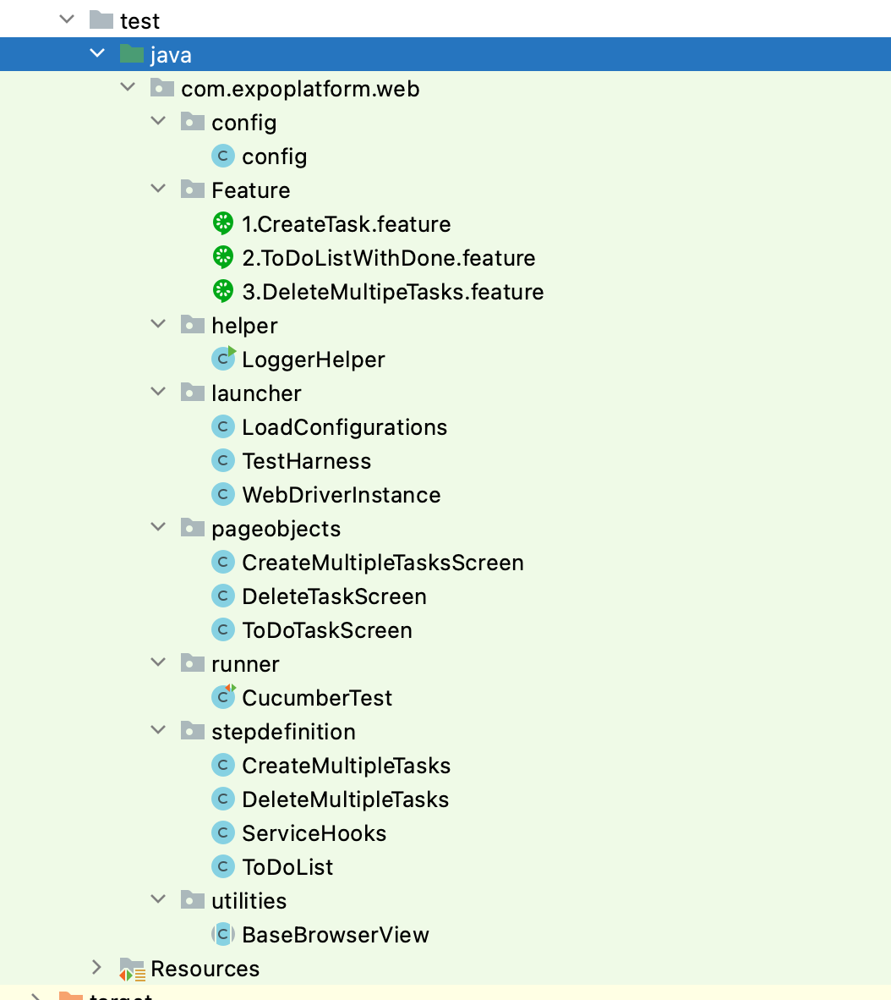 test
java
com.expoplatform.web
config
config
Feature
1.CreateTask.feature
2.ToDoListWithDone.feature
3.DeleteMultipeTasks.feature
helper
LoggerHelper
launcher
LoadConfigurations
TestHarness
WebDriverInstance
pageobjects
CreateMultipleTasksScreen
DeleteTaskScreen
ToDoTaskScreen
runner
CucumberTest
stepdefinition
CreateMultipleTasks
DeleteMultipleTasks
ServiceHooks
ToDoList
utilities
BaseBrowserView
Resources
target